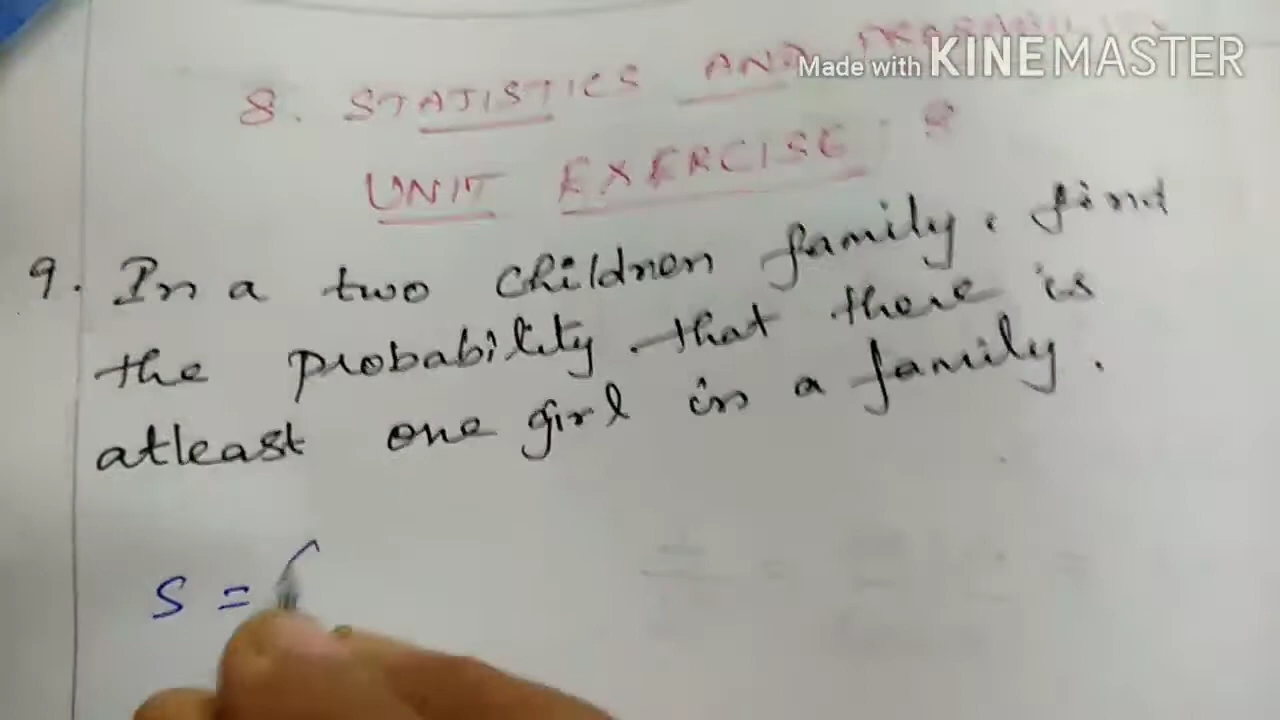 Made with KINEMASTER
8. STATISTICS AND
UNIT EXERCISE : 8
9. In a two children family. find
the probability that there is
atleast one girl in a family.
S = {